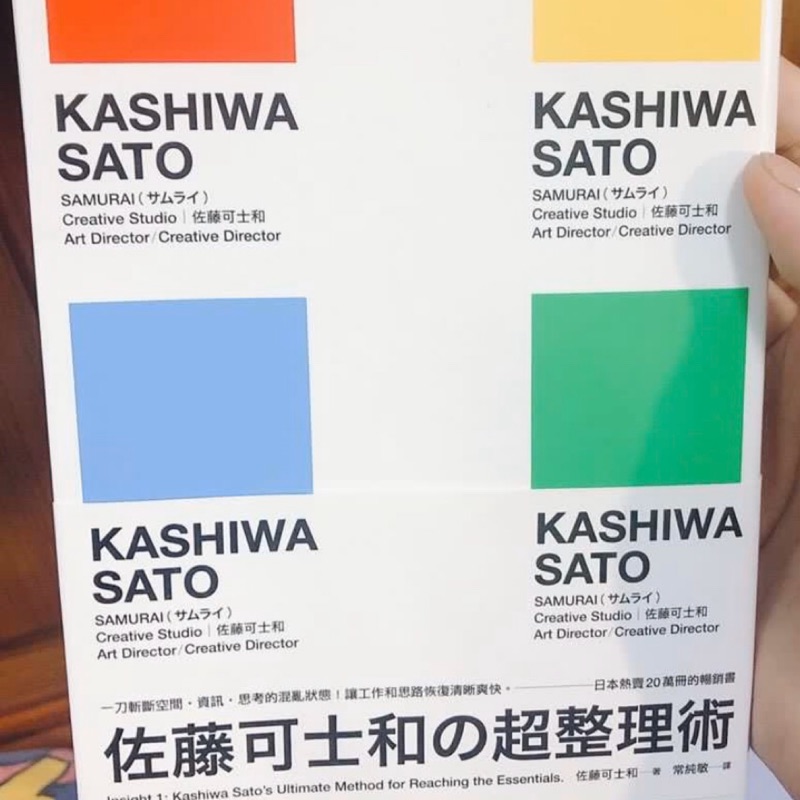 KASHIWA
SATO
SAMURAI(サムライ)
Creative Studio│佐藤可士和
Art Director/Creative Director
KASHIWA
SATO
SAMURAI(サムライ)
Creative Studio│佐藤可士和
Art Director/Creative Director
KASHIWA
SATO
SAMURAI(サムライ)
Creative Studio│佐藤可士和
Art Director/Creative Director
KASHIWA
SATO
SAMURAI(サムライ)
Creative Studio│佐藤可士和
Art Director/Creative Director
一刀斬斷空間・資訊・思考的混亂狀態！讓工作和思路恢復清晰爽快。———日本熱賣20萬冊的暢銷書
佐藤可士和の超整理術
Insight 1: Kashiwa Sato's Ultimate Method for Reaching the Essentials. 佐藤可士和—著 常純敏—譯